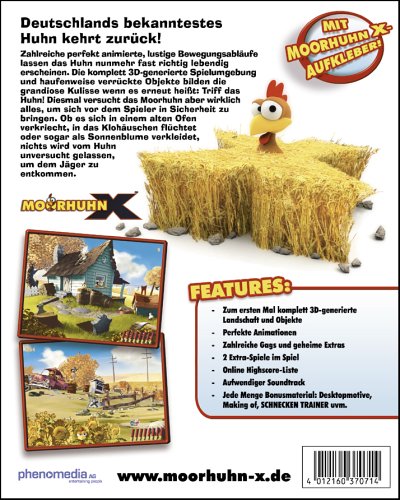 Deutschlands bekanntestes
Huhn kehrt zurück!
Zahlreiche perfekt animierte, lustige Bewegungsabläufe
lassen das Huhn nunmehr fast richtig lebendig
erscheinen. Die komplett 3D-generierte Spielumgebung
und haufenweise verrückte Objekte bilden die
grandiose Kulisse wenn es erneut heißt: Triff das
Huhn! Diesmal versucht das Moorhuhn aber wirklich
alles, um sich vor dem Spieler in Sicherheit zu
bringen. Ob es sich in einem alten Ofen
verkriecht, in das Klohäuschen flüchtet
oder sogar als Sonnenblume verkleidet,
nichts wird vom Huhn
unversucht gelassen,
um dem Jäger zu
entkommen.
MIT
MOORHUHN X-
AUFKLEBER!
MOORHUHN X
FEATURES:
- Zum ersten Mal komplett 3D-generierte
Landschaft und Objekte
- Perfekte Animationen
- Zahlreiche Gags und geheime Extras
- 2 Extra-Spiele im Spiel
- Online Highscore-Liste
- Aufwendiger Soundtrack
- Jede Menge Bonusmaterial: Desktopmotive,
Making of, SCHNECKEN TRAINER uvm.
phenomedia AG
entertaining people
www.moorhuhn-x.de
4 012160 370714